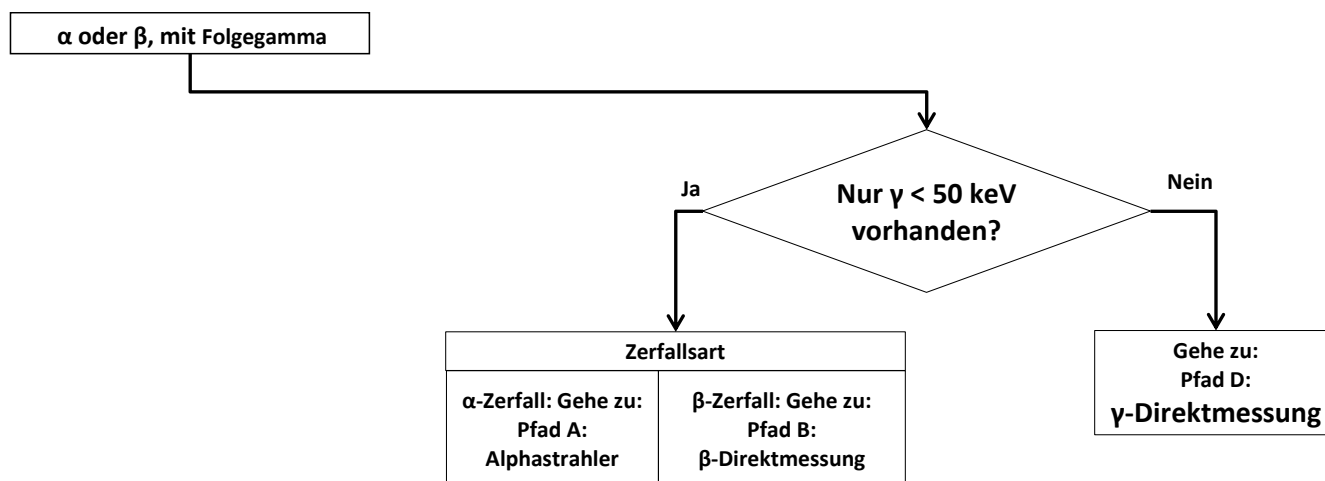 α oder β, mit Folgegamma
Ja
Nur γ < 50 keV
vorhanden?
Nein
Zerfallsart
α-Zerfall: Gehe zu:
Pfad A:
Alphastrahler
β-Zerfall: Gehe zu:
Pfad B:
β-Direktmessung
Gehe zu:
Pfad D:
γ-Direktmessung